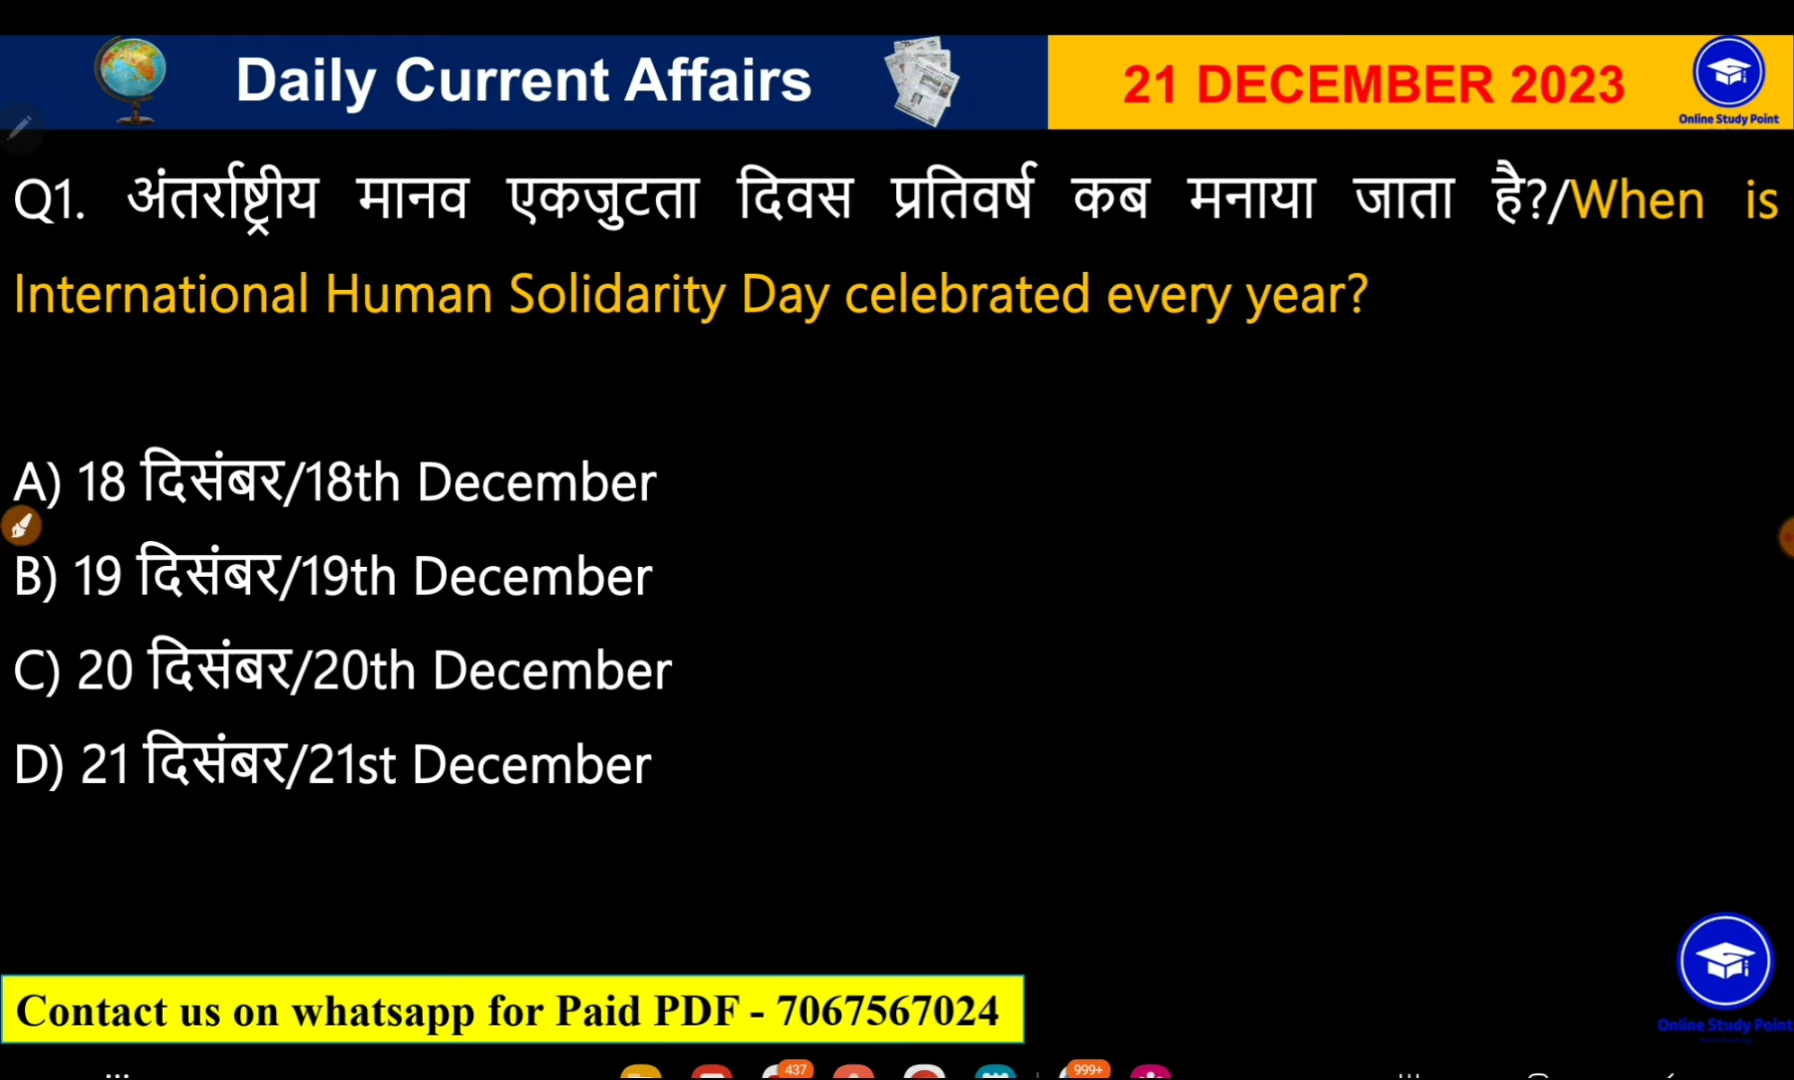 Daily Current Affairs
21 DECEMBER 2023
Online Study Point
Q1. अंतर्राष्ट्रीय मानव एकजुटता दिवस प्रतिवर्ष कब मनाया जाता है?/When is
International Human Solidarity Day celebrated every year?
A) 18 दिसंबर/18th December
B) 19 दिसंबर/19th December
C) 20 दिसंबर/20th December
D) 21 दिसंबर/21st December
Online Study Point
Contact us on whatsapp for Paid PDF - 7067567024
437
999+